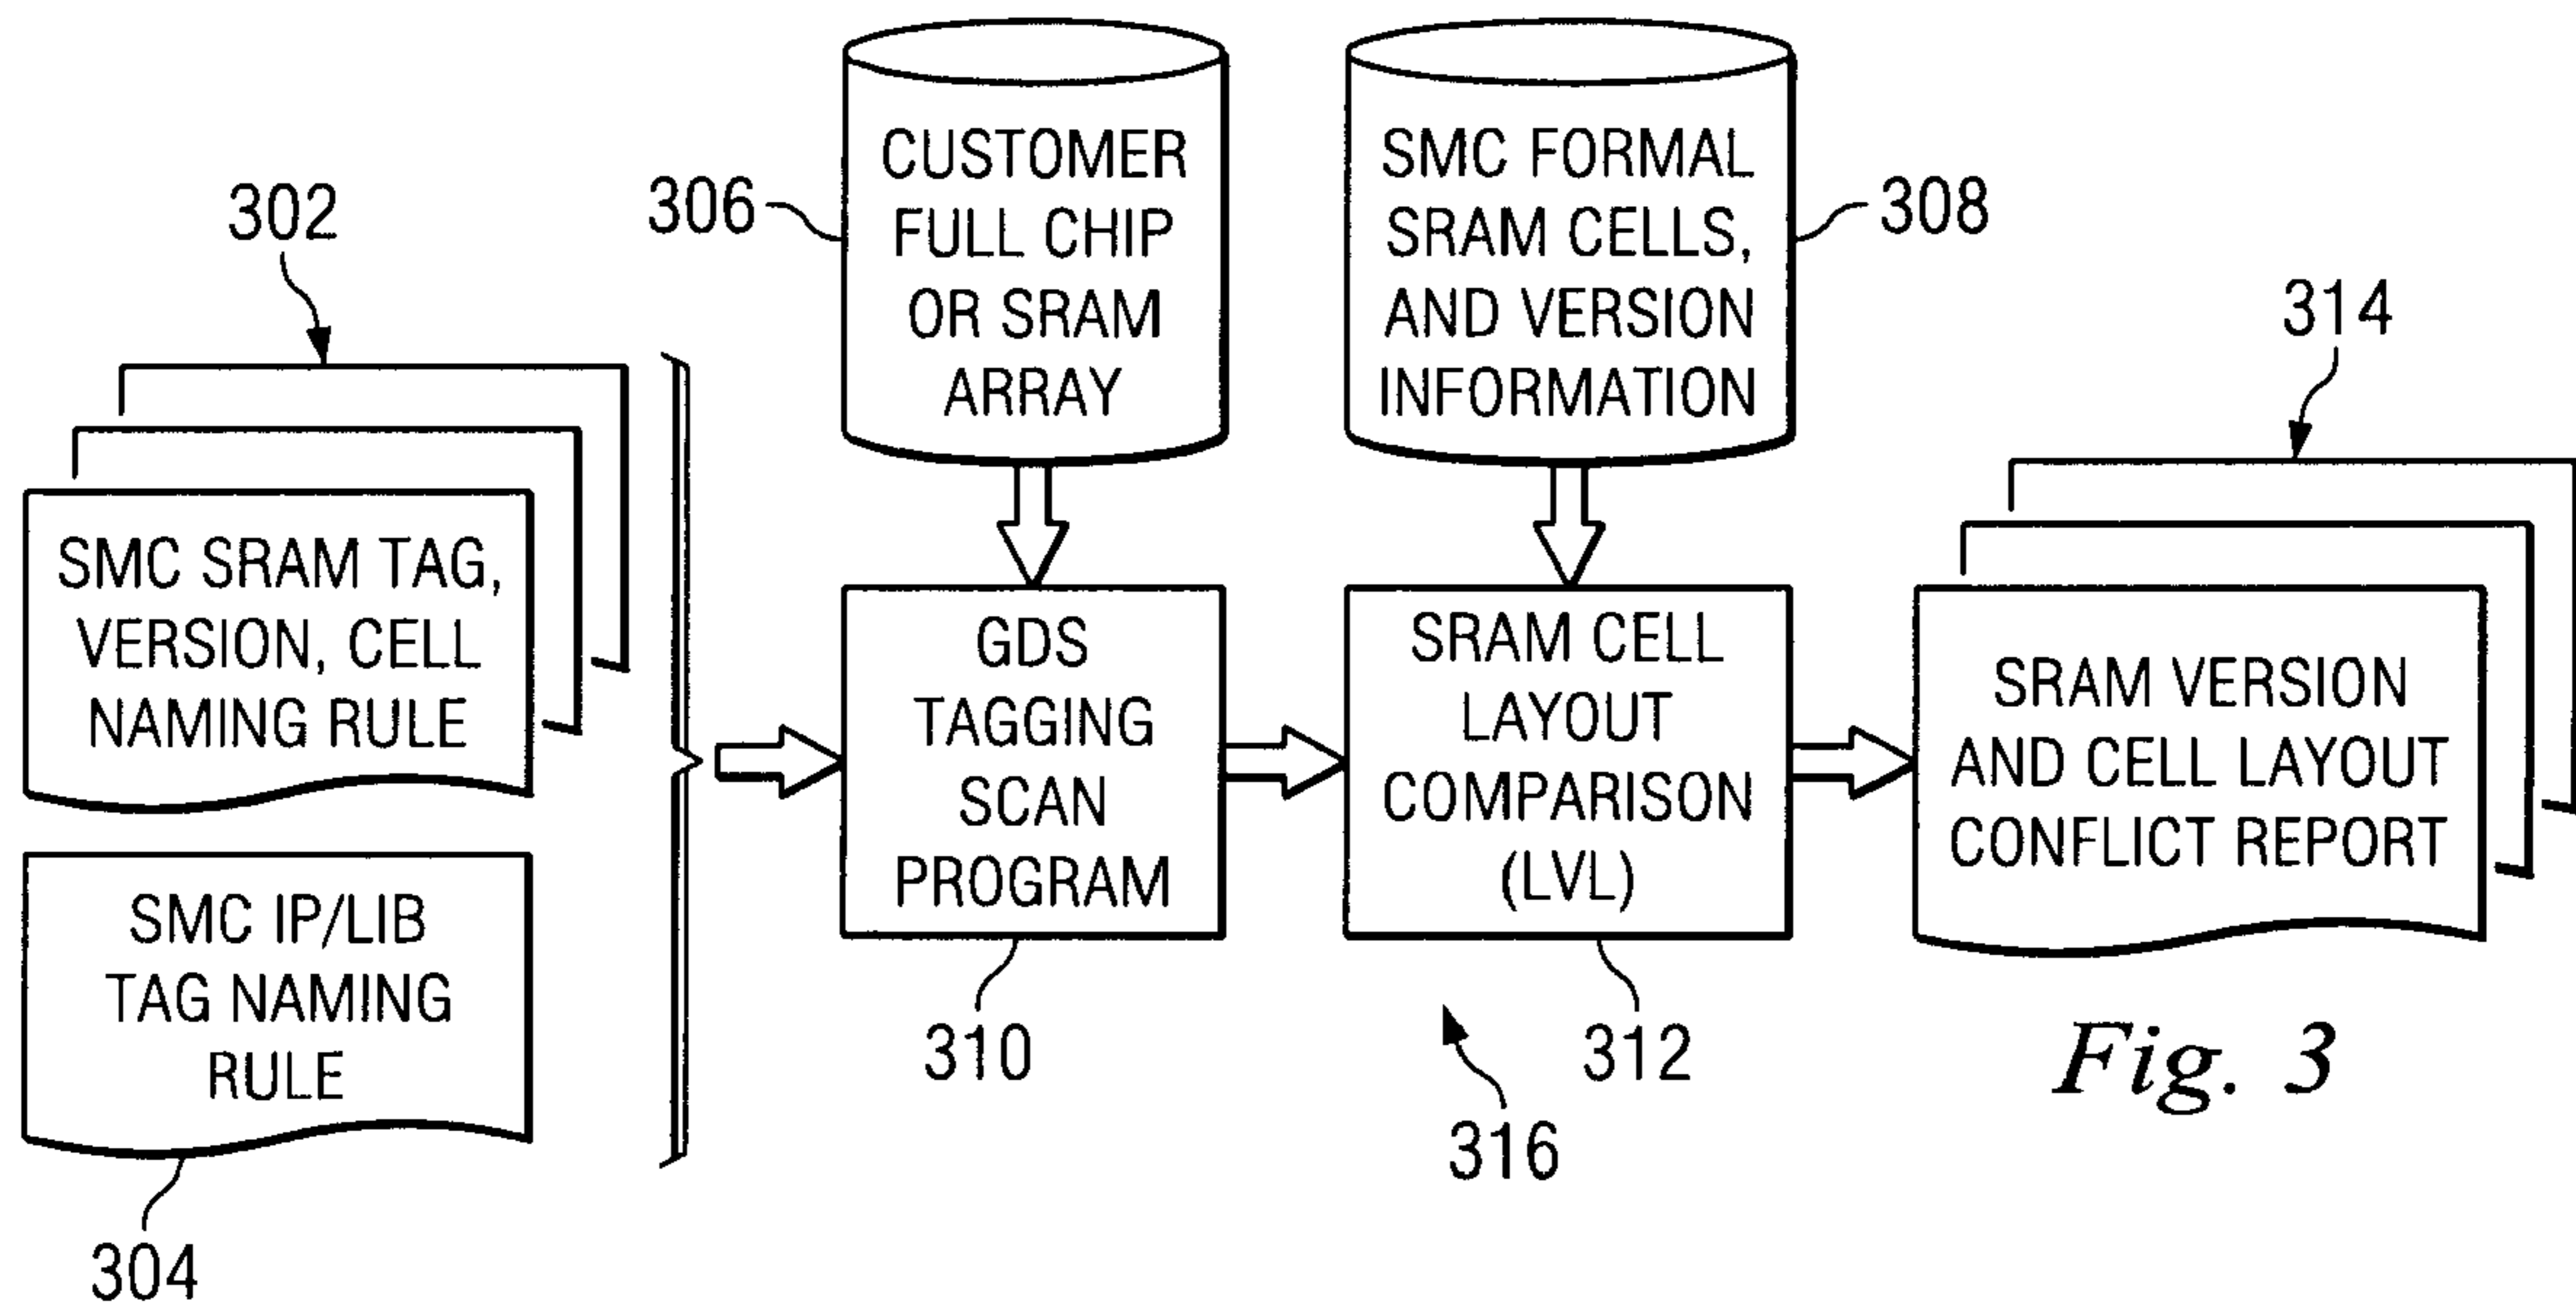 302
SMC SRAM TAG,
VERSION, CELL
NAMING RULE
SMC IP/LIB
TAG NAMING
RULE
304
306
CUSTOMER
FULL CHIP
OR SRAM
ARRAY
SMC FORMAL
SRAM CELLS,
AND VERSION
INFORMATION
308
GDS
TAGGING
SCAN
PROGRAM
310
SRAM CELL
LAYOUT
COMPARISON
(LVL)
312
316
314
SRAM VERSION
AND CELL LAYOUT
CONFLICT REPORT
Fig. 3